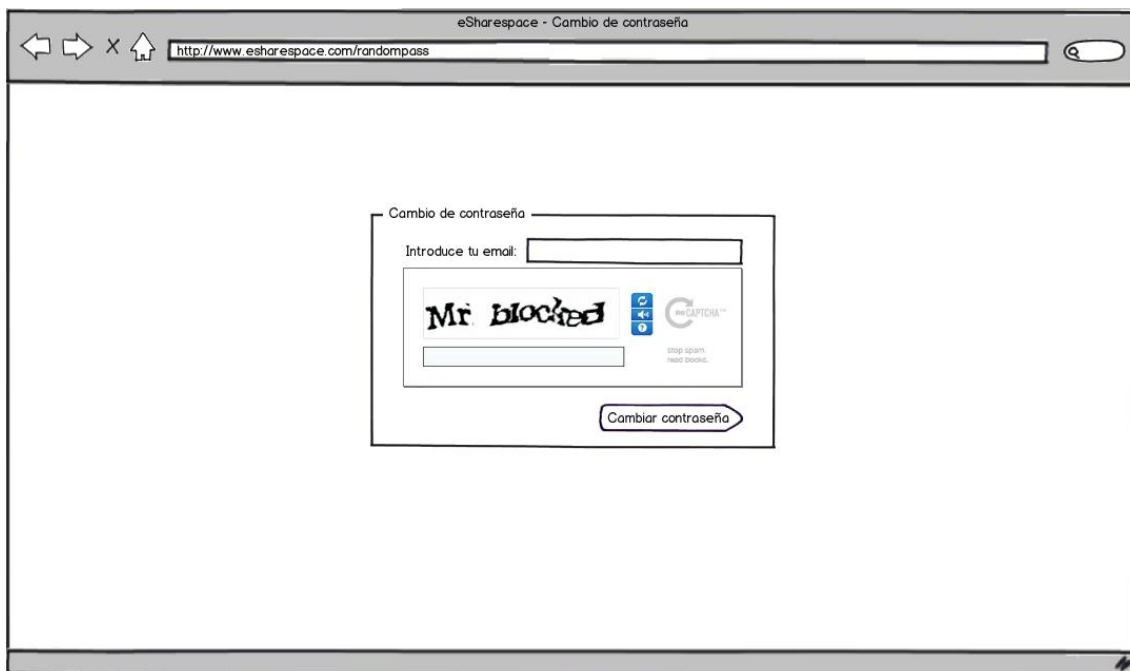 eSharespace - Cambio de contraseña
http://www.esharespace.com/randompass
Cambio de contraseña
Introduce tu email:
Mr. blocked
reCAPTCHA™
stop spam.
read books.
Cambiar contraseña